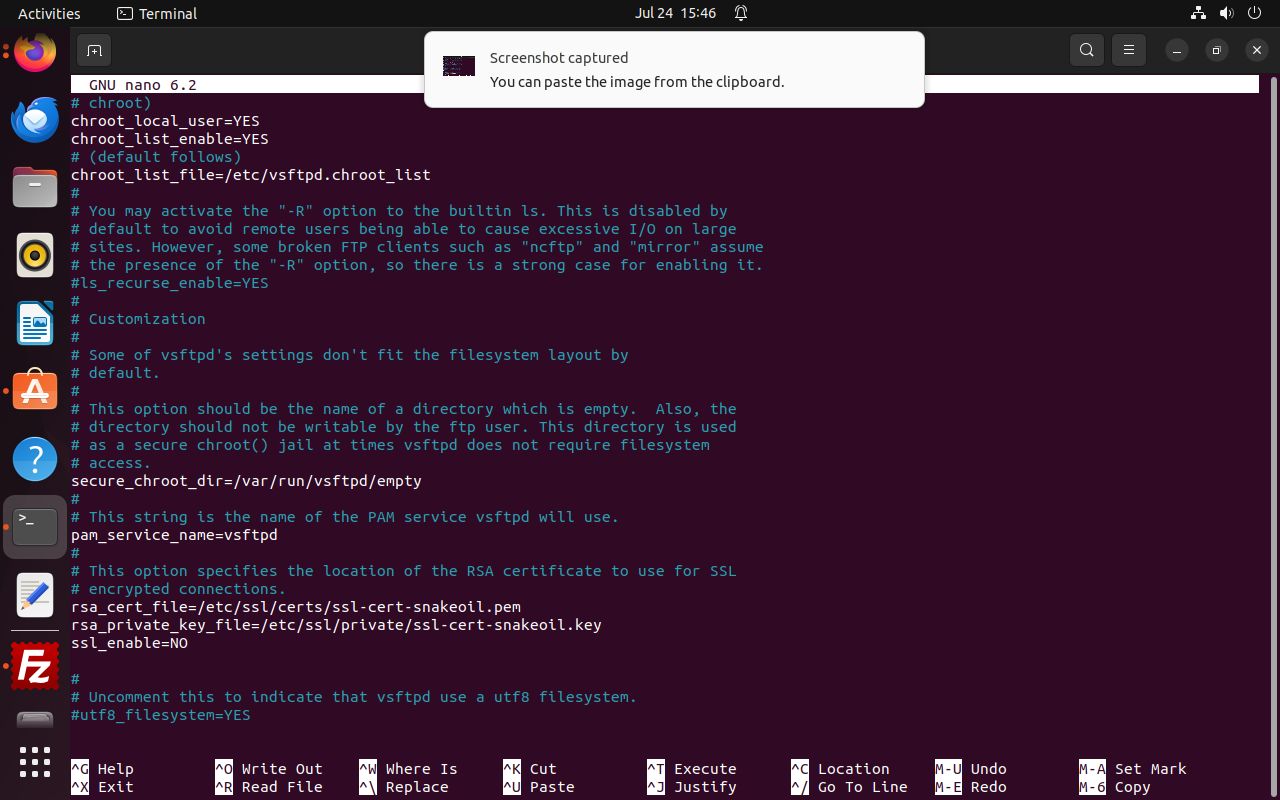 Activities Terminal Jul 24 15:46
Screenshot captured
You can paste the image from the clipboard.
GNU nano 6.2
# chroot)
chroot_local_user=YES
chroot_list_enable=YES
# (default follows)
chroot_list_file=/etc/vsftpd.chroot_list
#
# You may activate the "-R" option to the builtin ls. This is disabled by
# default to avoid remote users being able to cause excessive I/O on large
# sites. However, some broken FTP clients such as "ncftp" and "mirror" assume
# the presence of the "-R" option, so there is a strong case for enabling it.
#ls_recurse_enable=YES
#
# Customization
#
# Some of vsftpd's settings don't fit the filesystem layout by
# default.
#
# This option should be the name of a directory which is empty.  Also, the
# directory should not be writable by the ftp user. This directory is used
# as a secure chroot() jail at times vsftpd does not require filesystem
# access.
secure_chroot_dir=/var/run/vsftpd/empty
#
# This string is the name of the PAM service vsftpd will use.
pam_service_name=vsftpd
#
# This option specifies the location of the RSA certificate to use for SSL
# encrypted connections.
rsa_cert_file=/etc/ssl/certs/ssl-cert-snakeoil.pem
rsa_private_key_file=/etc/ssl/private/ssl-cert-snakeoil.key
ssl_enable=NO
#
# Uncomment this to indicate that vsftpd use a utf8 filesystem.
#utf8_filesystem=YES
^G Help ^O Write Out ^W Where Is ^K Cut ^T Execute ^C Location M-U Undo M-A Set Mark
^X Exit ^R Read File ^\ Replace ^U Paste ^J Justify ^/ Go To Line M-E Redo M-6 Copy